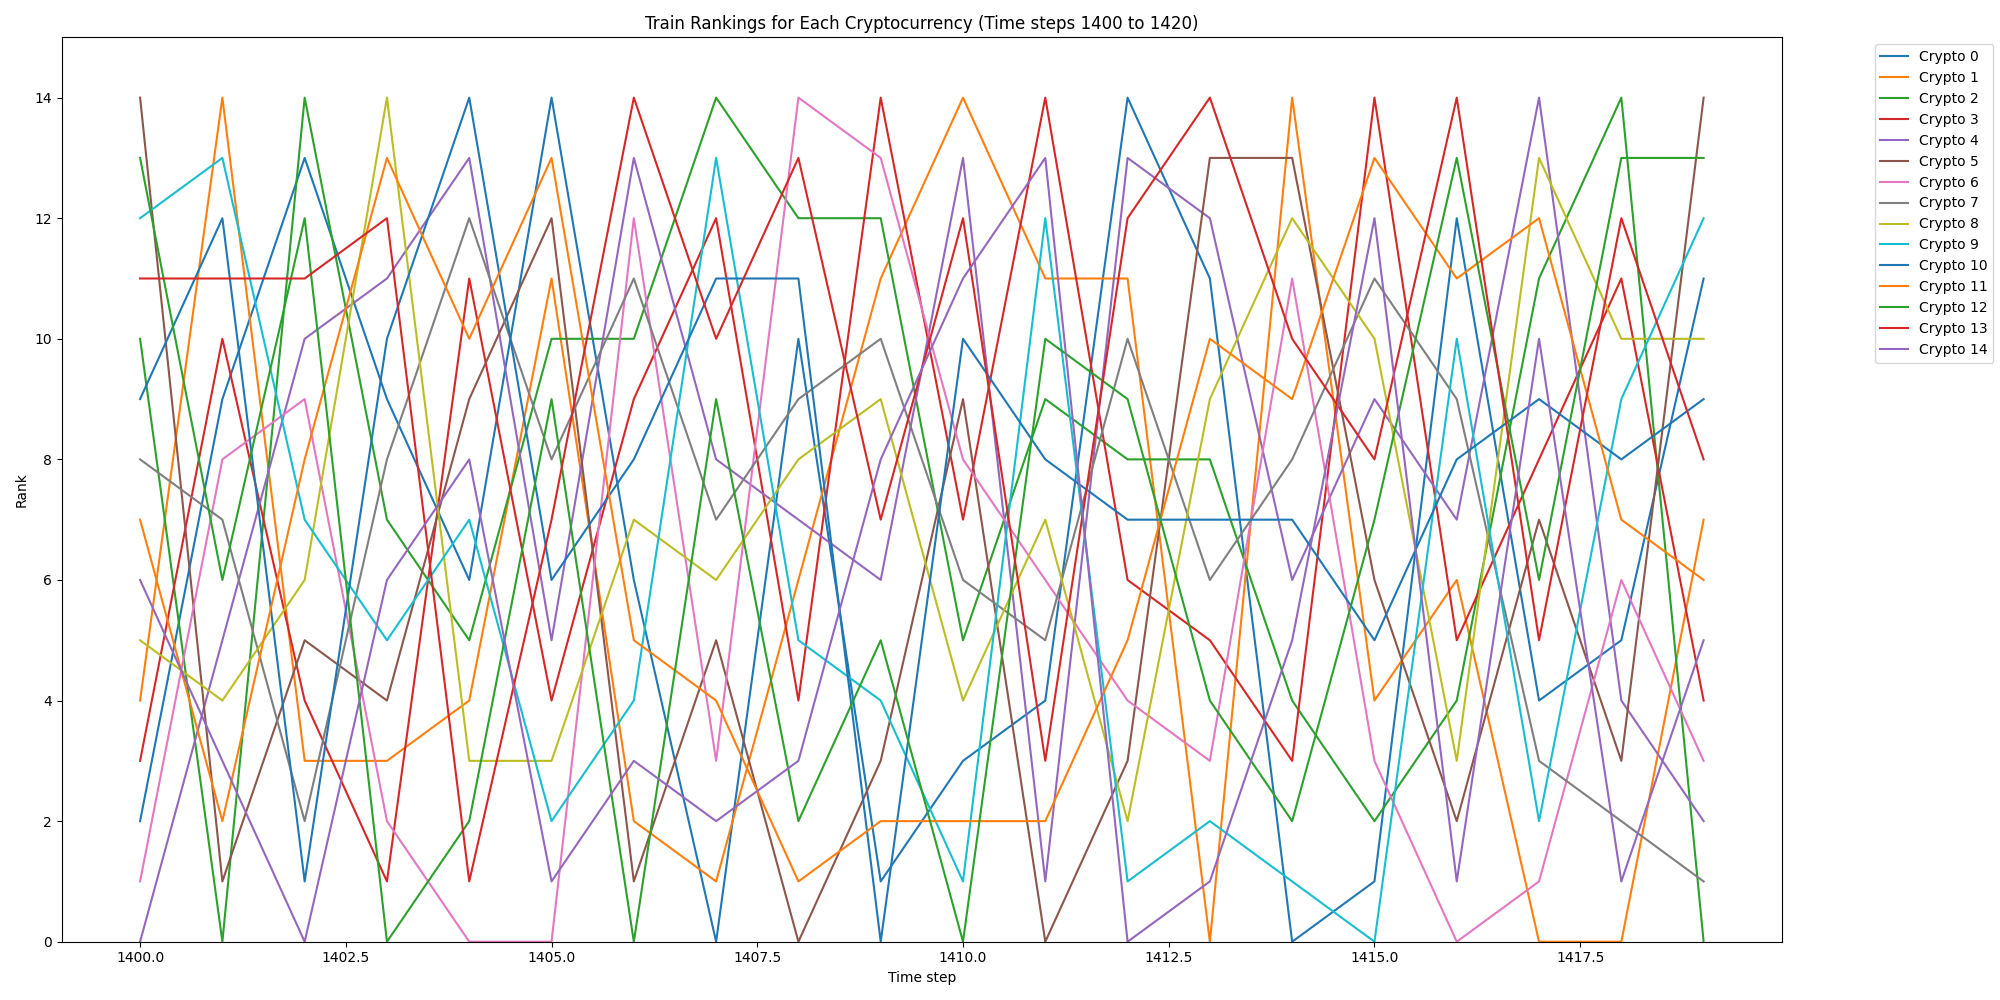 Train Rankings for Each Cryptocurrency (Time steps 1400 to 1420)
Rank
14
12
10
8
6
4
2
0
1400.0 1402.5 1405.0 1407.5 1410.0 1412.5 1415.0 1417.5
Time step
Crypto 0
Crypto 1
Crypto 2
Crypto 3
Crypto 4
Crypto 5
Crypto 6
Crypto 7
Crypto 8
Crypto 9
Crypto 10
Crypto 11
Crypto 12
Crypto 13
Crypto 14